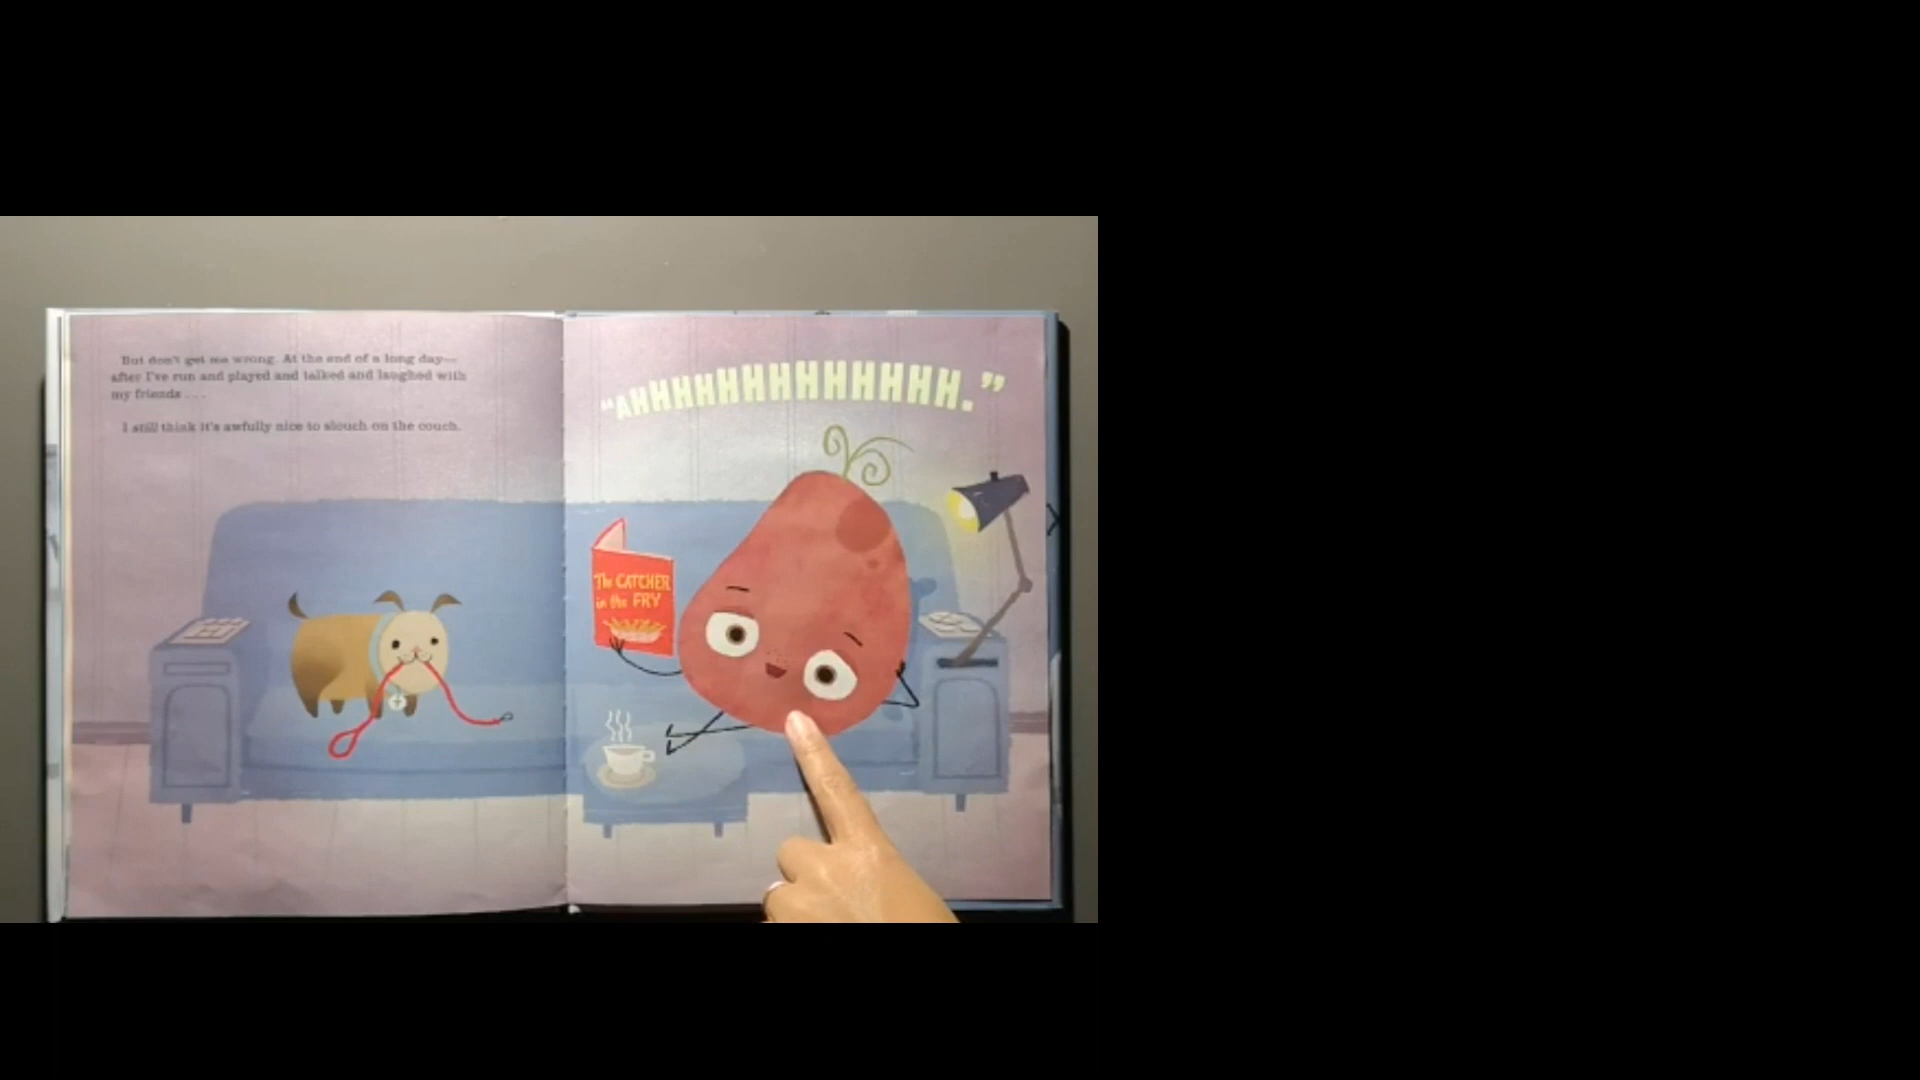 But don't get me wrong. At the end of a long day—
after I've run and played and talked and laughed with
my friends . . .
I still think it's awfully nice to slouch on the couch.
"AHHHHHHHHHHHHHH."
The CATCHER
in the FRY